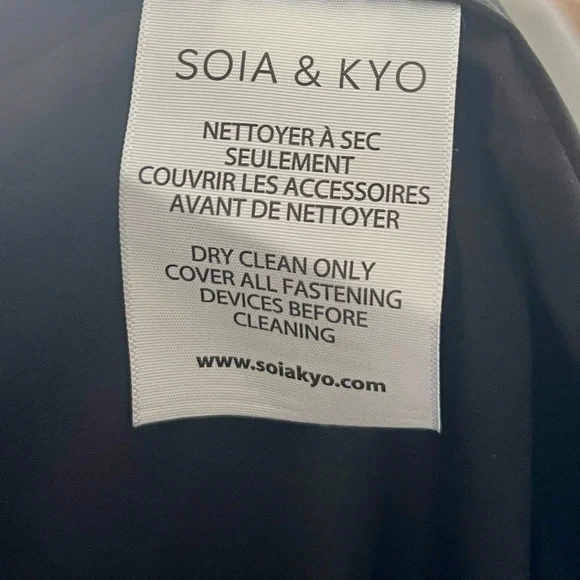 SOIA & KYO
NETTOYER À SEC
SEULEMENT
COUVRIR LES ACCESSOIRES
AVANT DE NETTOYER
DRY CLEAN ONLY
COVER ALL FASTENING
DEVICES BEFORE
CLEANING
www.soiakyo.com